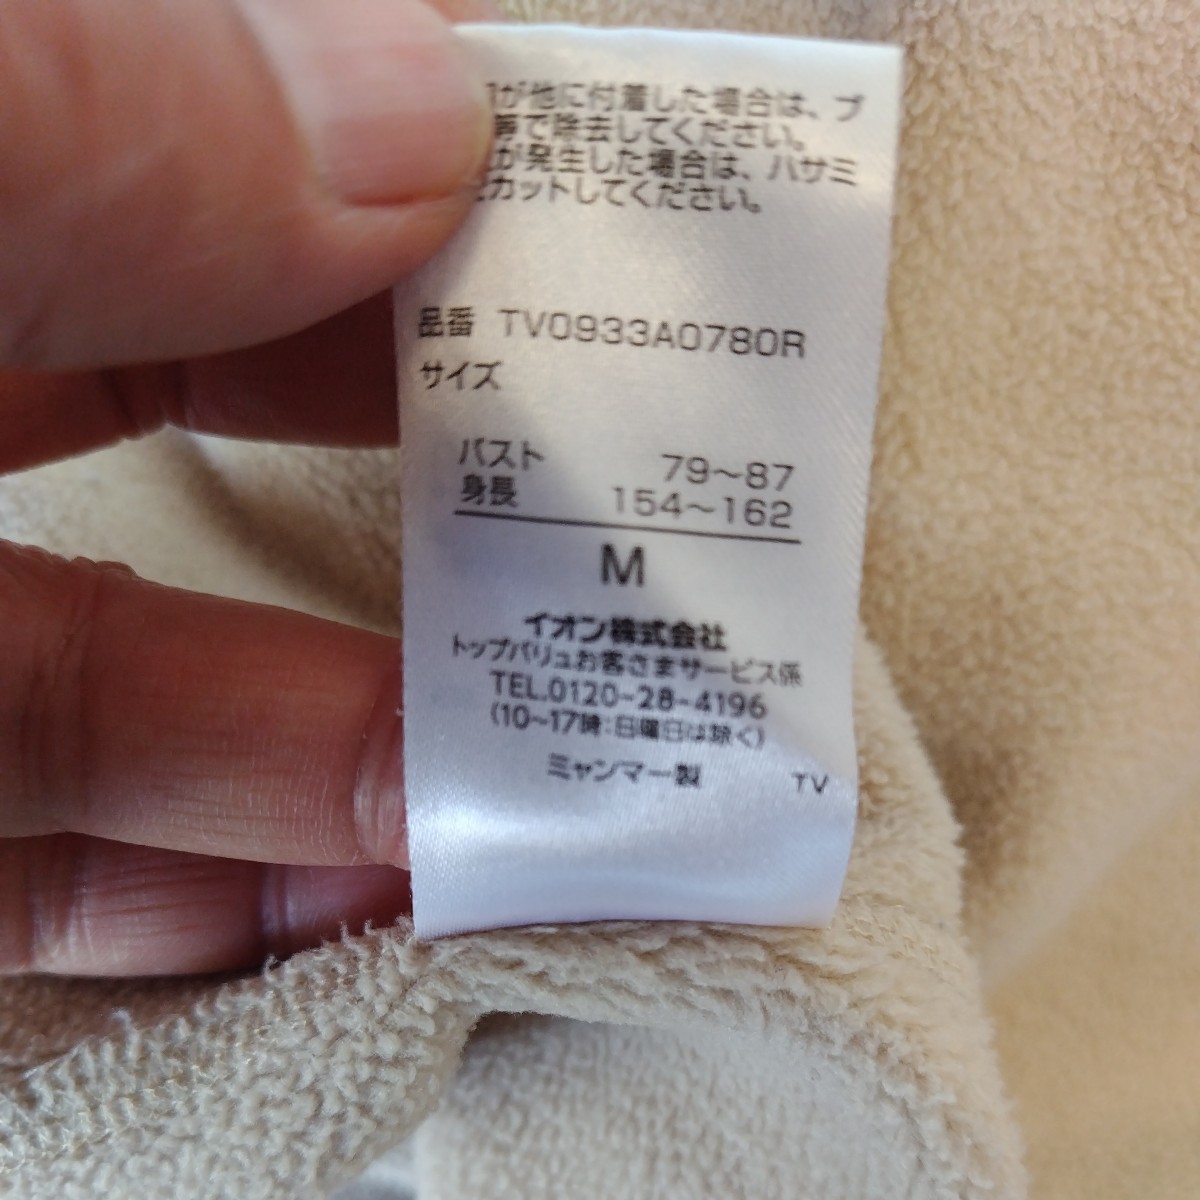 が他に付着した場合は、ブ
等で除去してください。
が発生した場合は、ハサミ
カットしてください。
品番 TV0933A0780R
サイズ
バスト 79～87
身長 154～162
M
イオン株式会社
トップバリュお客さまサービス係
TEL.0120-28-4196
(10～17時:日曜日は除く)
ミャンマー製 TV